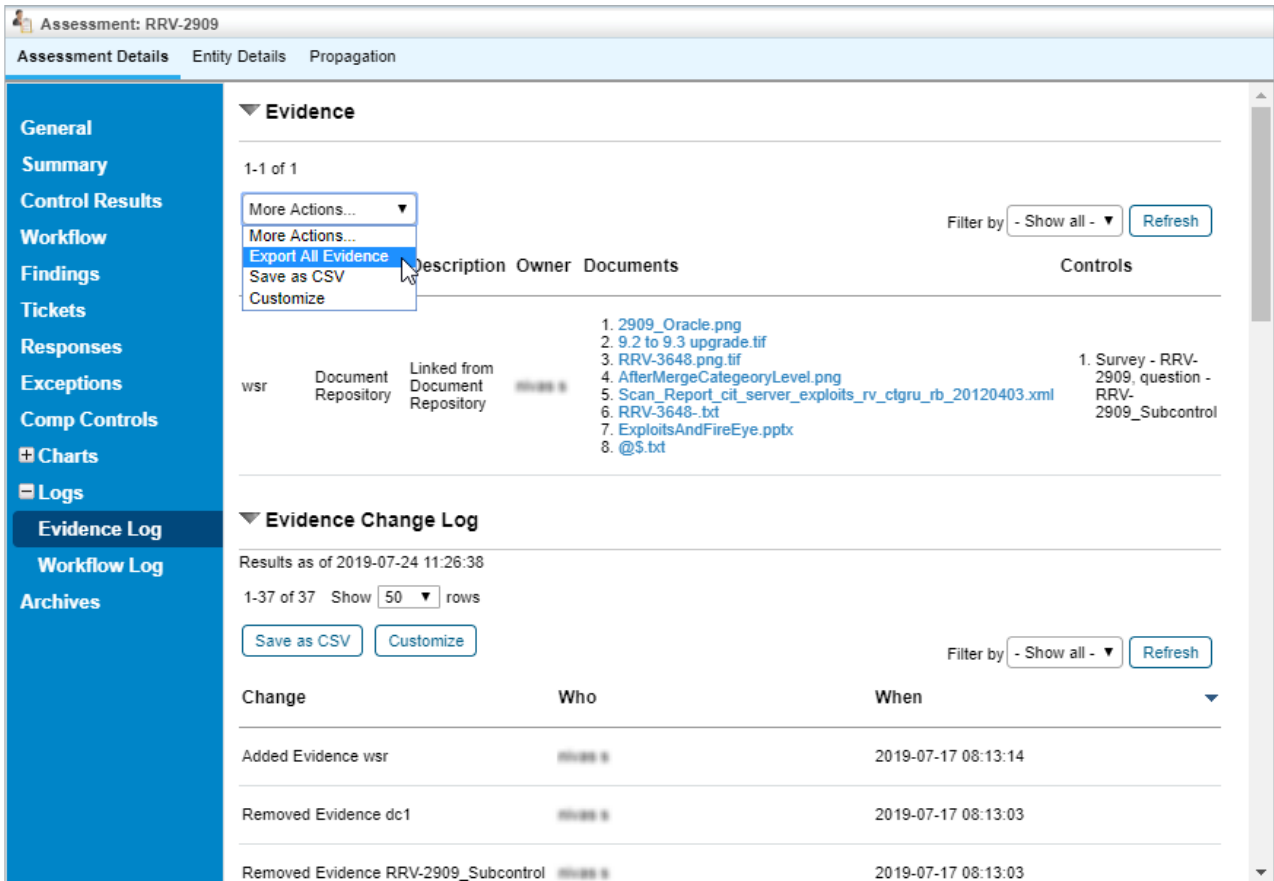 Assessment: RRV-2909
Assessment Details Entity Details Propagation
General
Summary
Control Results
Workflow
Findings
Tickets
Responses
Exceptions
Comp Controls
Charts
Logs
Evidence Log
Workflow Log
Archives
Evidence
1-1 of 1
More Actions...
Filter by - Show all - Refresh
More Actions...
Export All Evidence
Save as CSV
Customize
Description Owner Documents Controls
wsr
Document
Repository
Linked from
Document
Repository
1. 2909_Oracle.png
2. 9.2 to 9.3 upgrade.tif
3. RRV-3648.png.tif
4. AfterMergeCategeoryLevel.png
5. Scan_Report_cit_server_exploits_rv_ctgru_rb_20120403.xml
6. RRV-3648-.txt
7. ExploitsAndFireEye.pptx
8. @$.txt
1. Survey - RRV-
2909, question -
RRV-
2909_Subcontrol
Evidence Change Log
Results as of 2019-07-24 11:26:38
1-37 of 37 Show 50 rows
Save as CSV Customize
Filter by - Show all - Refresh
Change Who When
Added Evidence wsr 2019-07-17 08:13:14
Removed Evidence dc1 2019-07-17 08:13:03
Removed Evidence RRV-2909_Subcontrol 2019-07-17 08:13:03